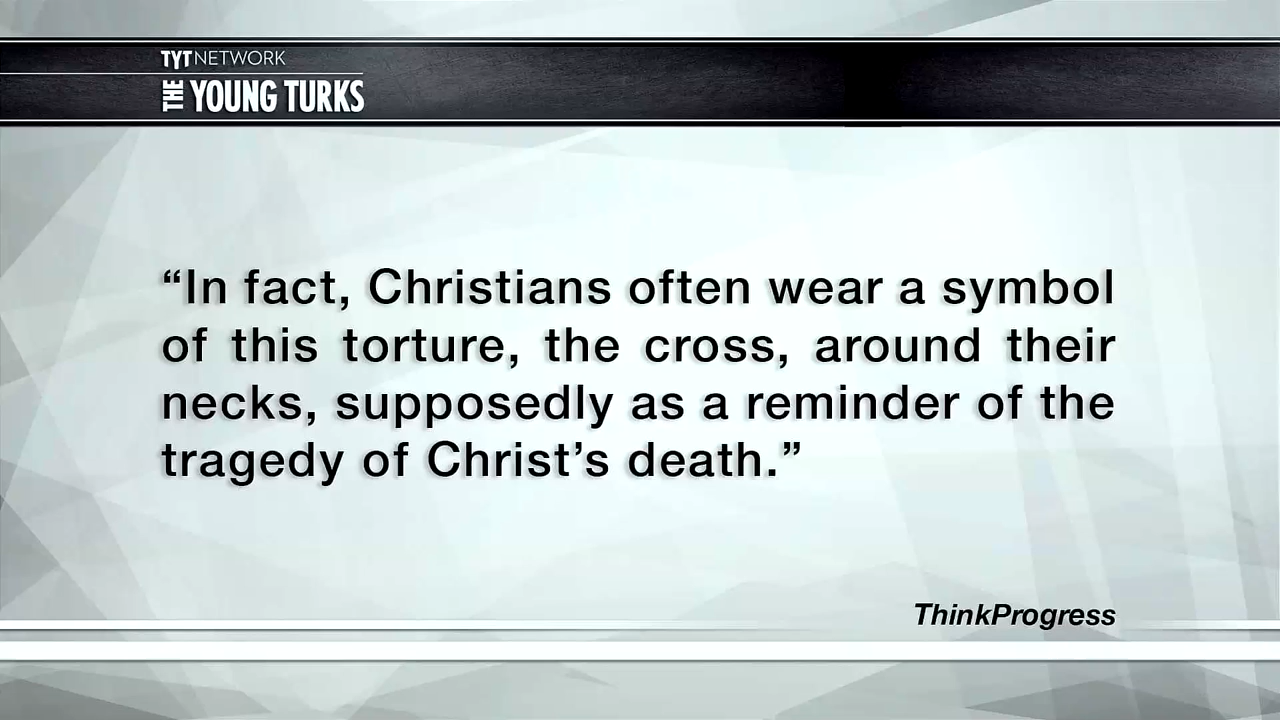 TYT NETWORK
THE YOUNG TURKS
“In fact, Christians often wear a symbol
of this torture, the cross, around their
necks, supposedly as a reminder of the
tragedy of Christ’s death.”
ThinkProgress